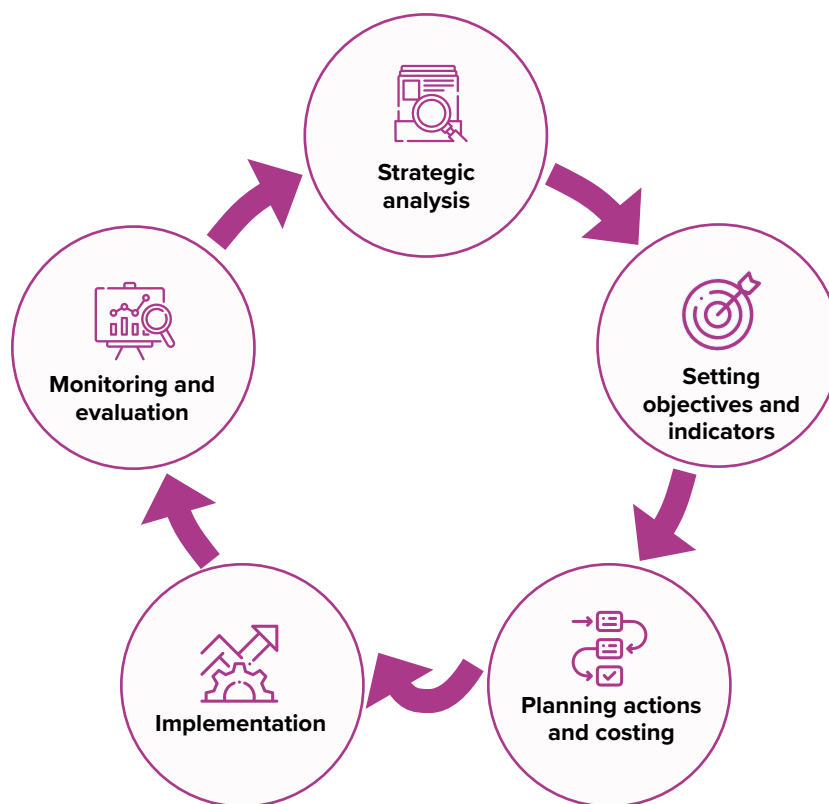 Strategic
analysis
Setting
objectives and
indicators
Planning actions
and costing
Implementation
Monitoring and
evaluation